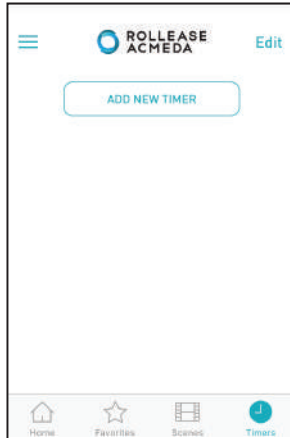 ROLLEASE
ACMEDA
Edit
ADD NEW TIMER
Home
Favorites
Scenes
Timers